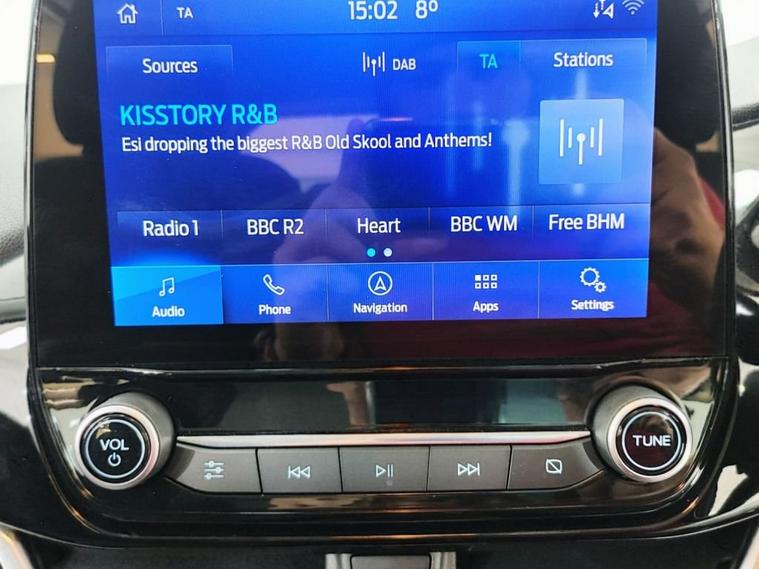 TA 15:02 8º
Sources DAB TA Stations
KISSTORY R&B
Esi dropping the biggest R&B Old Skool and Anthems!
Radio 1 BBC R2 Heart BBC WM Free BHM
Audio Phone Navigation Apps Settings
VOL TUNE